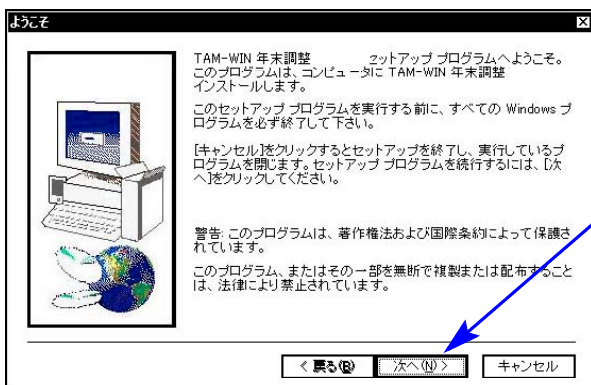 ようこそ
TAM-WIN 年末調整 セットアップ プログラムへようこそ。
このプログラムは、コンピュータに TAM-WIN 年末調整
インストールします。
このセットアップ プログラムを実行する前に、すべての Windows プ
ログラムを必ず終了して下さい。
[キャンセル]をクリックするとセットアップを終了し、実行しているプ
ログラムを閉じます。セットアップ プログラムを続行するには、[次
へ]をクリックしてください。
警告: このプログラムは、著作権法および国際条約によって保護さ
れています。
このプログラム、またはその一部を無断で複製または配布すること
は、法律により禁止されています。
< 戻る(B) 次へ(N) > キャンセル